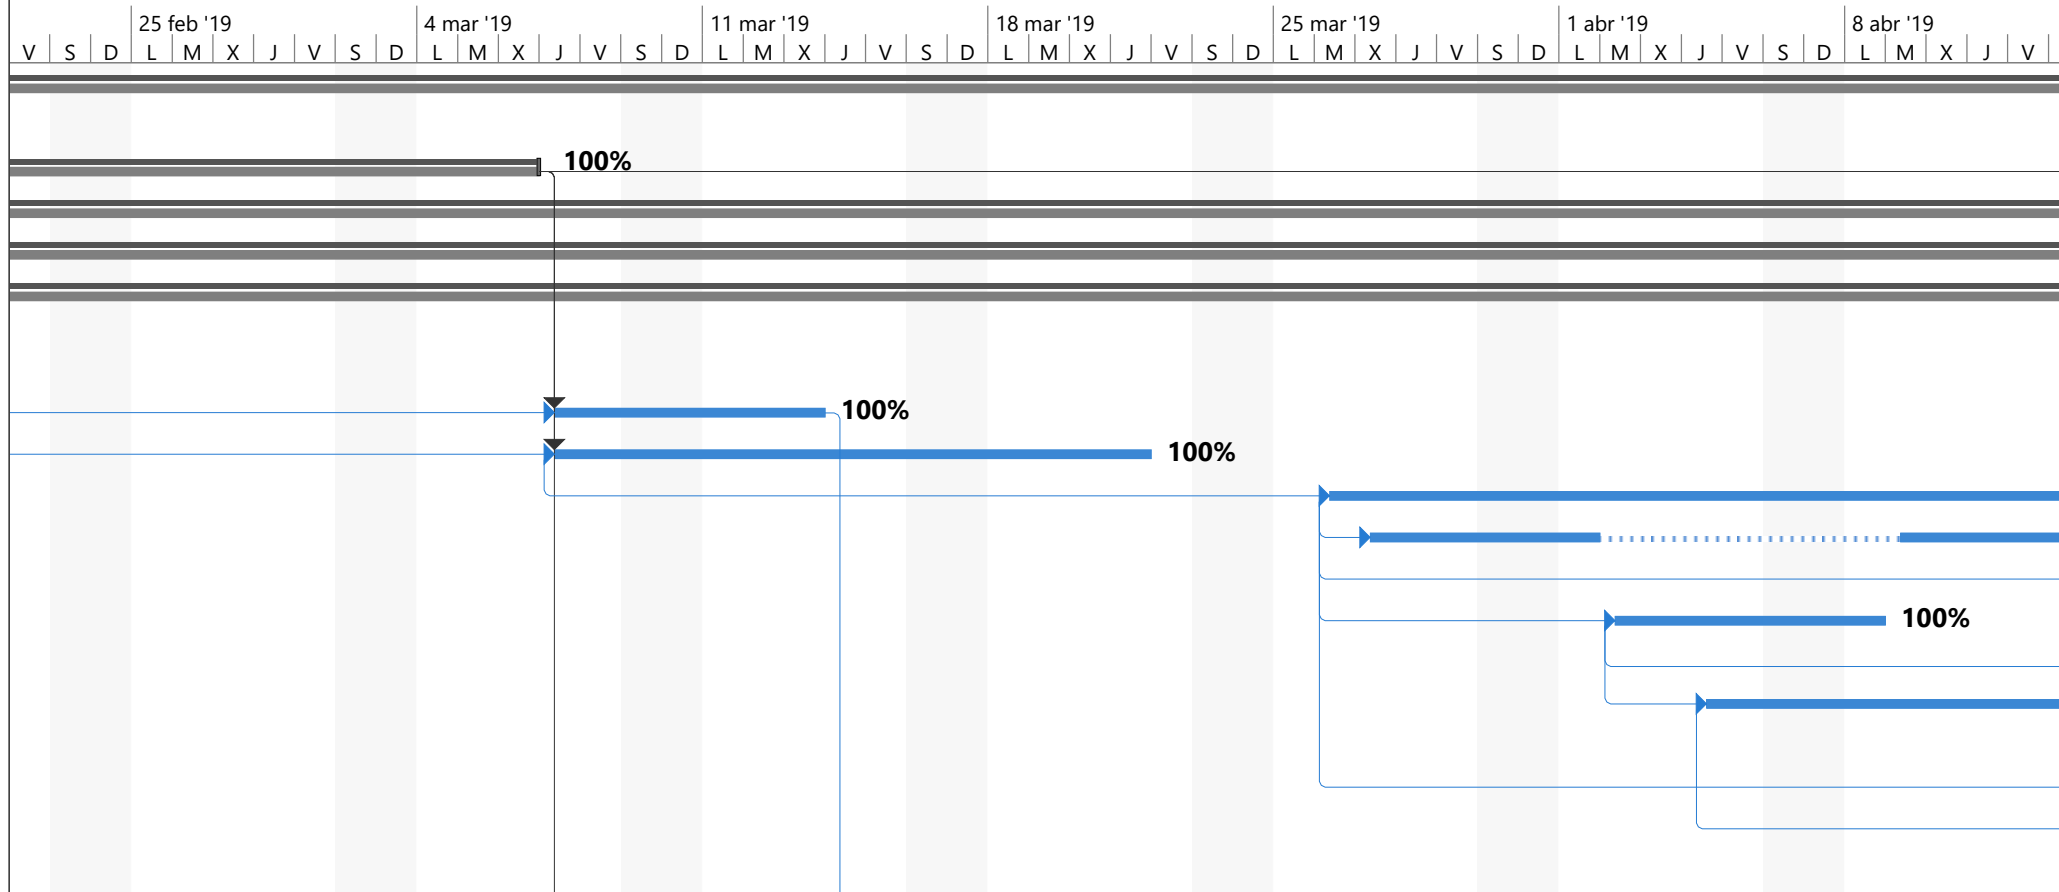 25 feb '19 4 mar '19 11 mar '19 18 mar '19 25 mar '19 1 abr '19 8 abr '19
V S D L M X J V S D L M X J V S D L M X J V S D L M X J V S D L M X J V S D L M X J V S D L M X J V
100%
100%
100%
100%